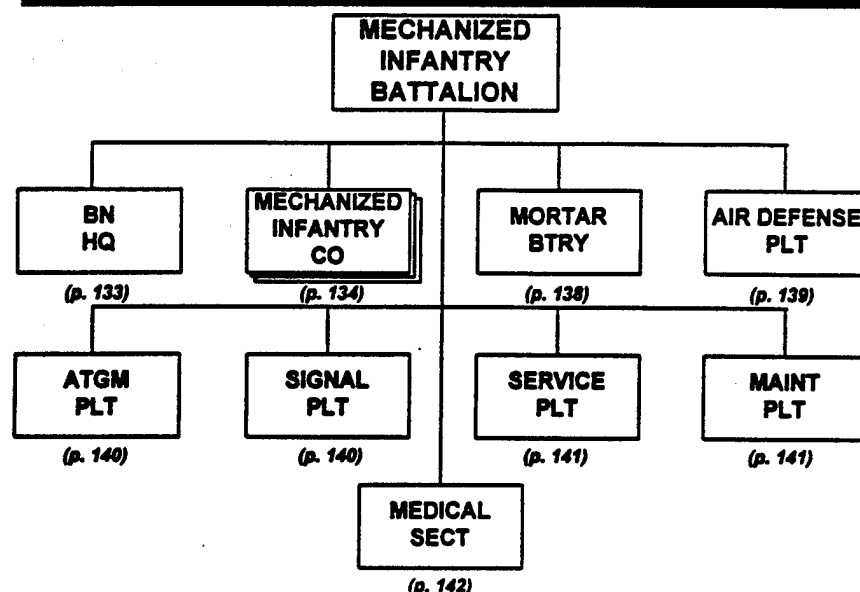 MECHANIZED
INFANTRY
BATTALION
BN
HQ
(p. 133)
MECHANIZED
INFANTRY
CO
(p. 134)
MORTAR
BTRY
(p. 138)
AIR DEFENSE
PLT
(p. 139)
ATGM
PLT
(p. 140)
SIGNAL
PLT
(p. 140)
SERVICE
PLT
(p. 141)
MAINT
PLT
(p. 141)
MEDICAL
SECT
(p. 142)